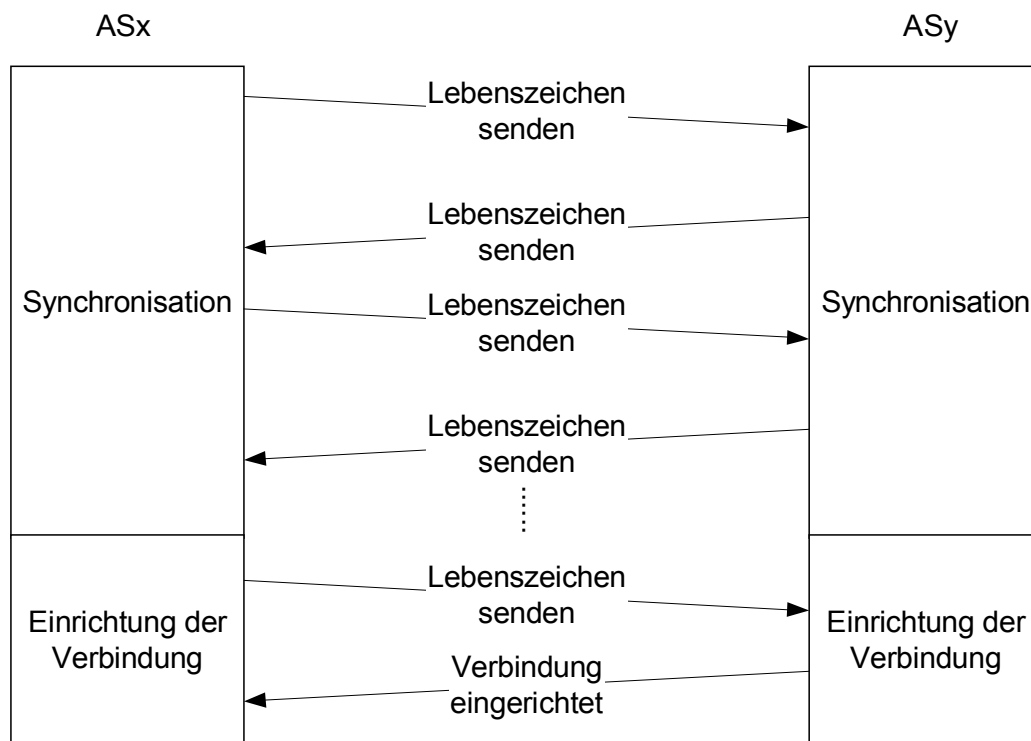 ASx
ASy
Lebenszeichen
senden
Lebenszeichen
senden
Synchronisation
Lebenszeichen
senden
Synchronisation
Lebenszeichen
senden
Einrichtung der
Verbindung
Lebenszeichen
senden
Einrichtung der
Verbindung
Verbindung
eingerichtet